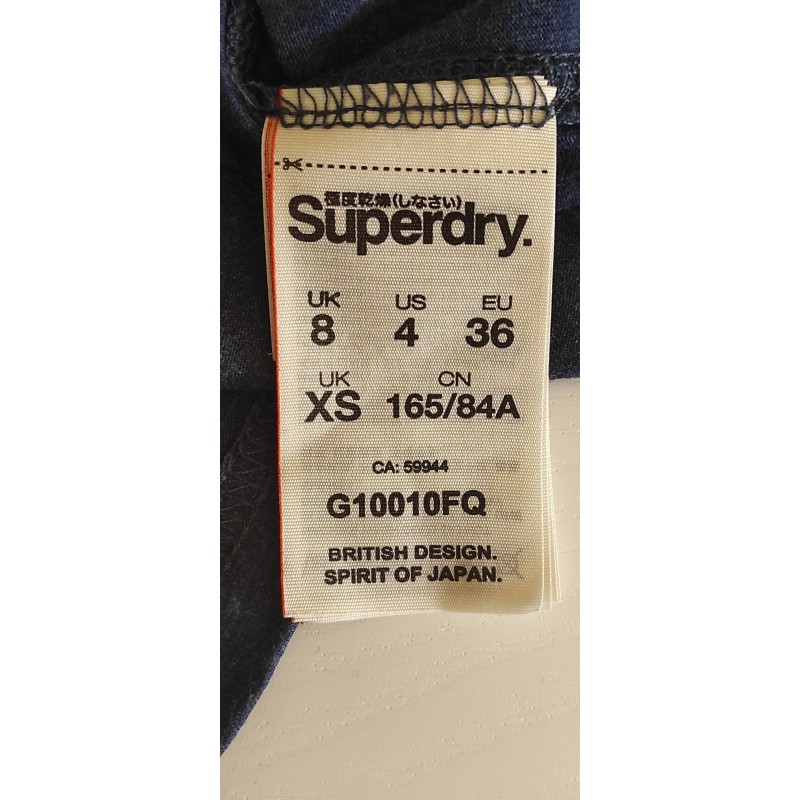 極度乾燥(しなさい)
Superdry.
UK US EU
8 4 36
UK CN
XS 165/84A
CA: 59944
G10010FQ
BRITISH DESIGN.
SPIRIT OF JAPAN.